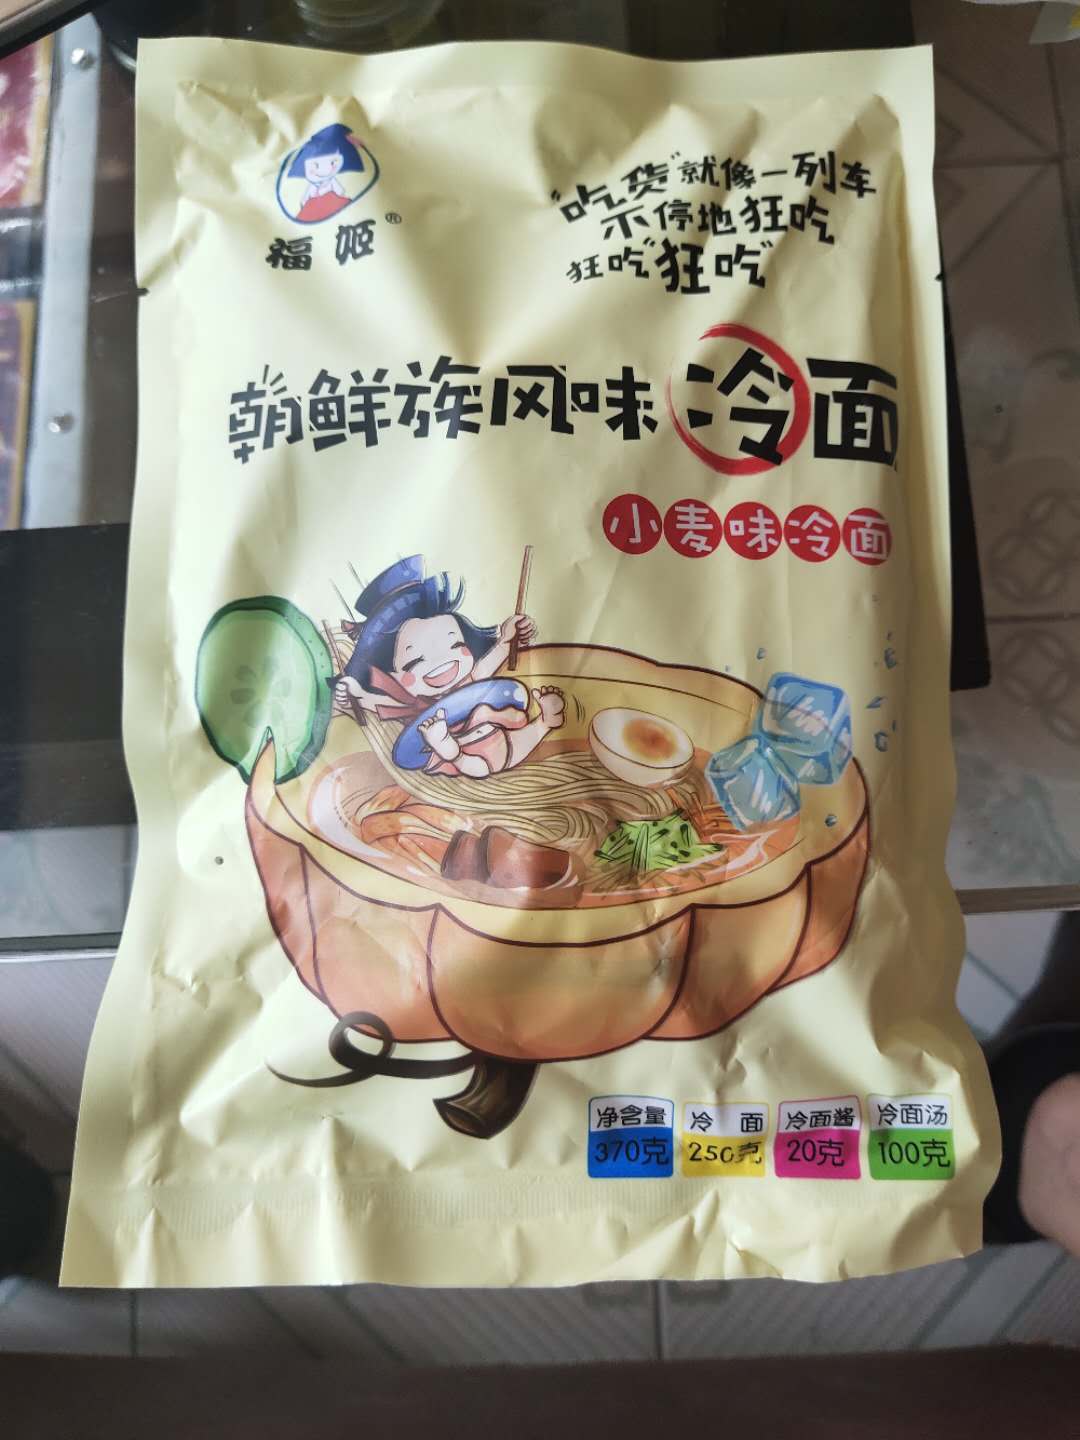 福姬®
"吃货"就像一列车
不停地狂吃
狂吃"狂吃"
朝鲜族风味冷面
小麦味冷面
净含量
370克
冷 面
250克
冷面酱
20克
冷面汤
100克